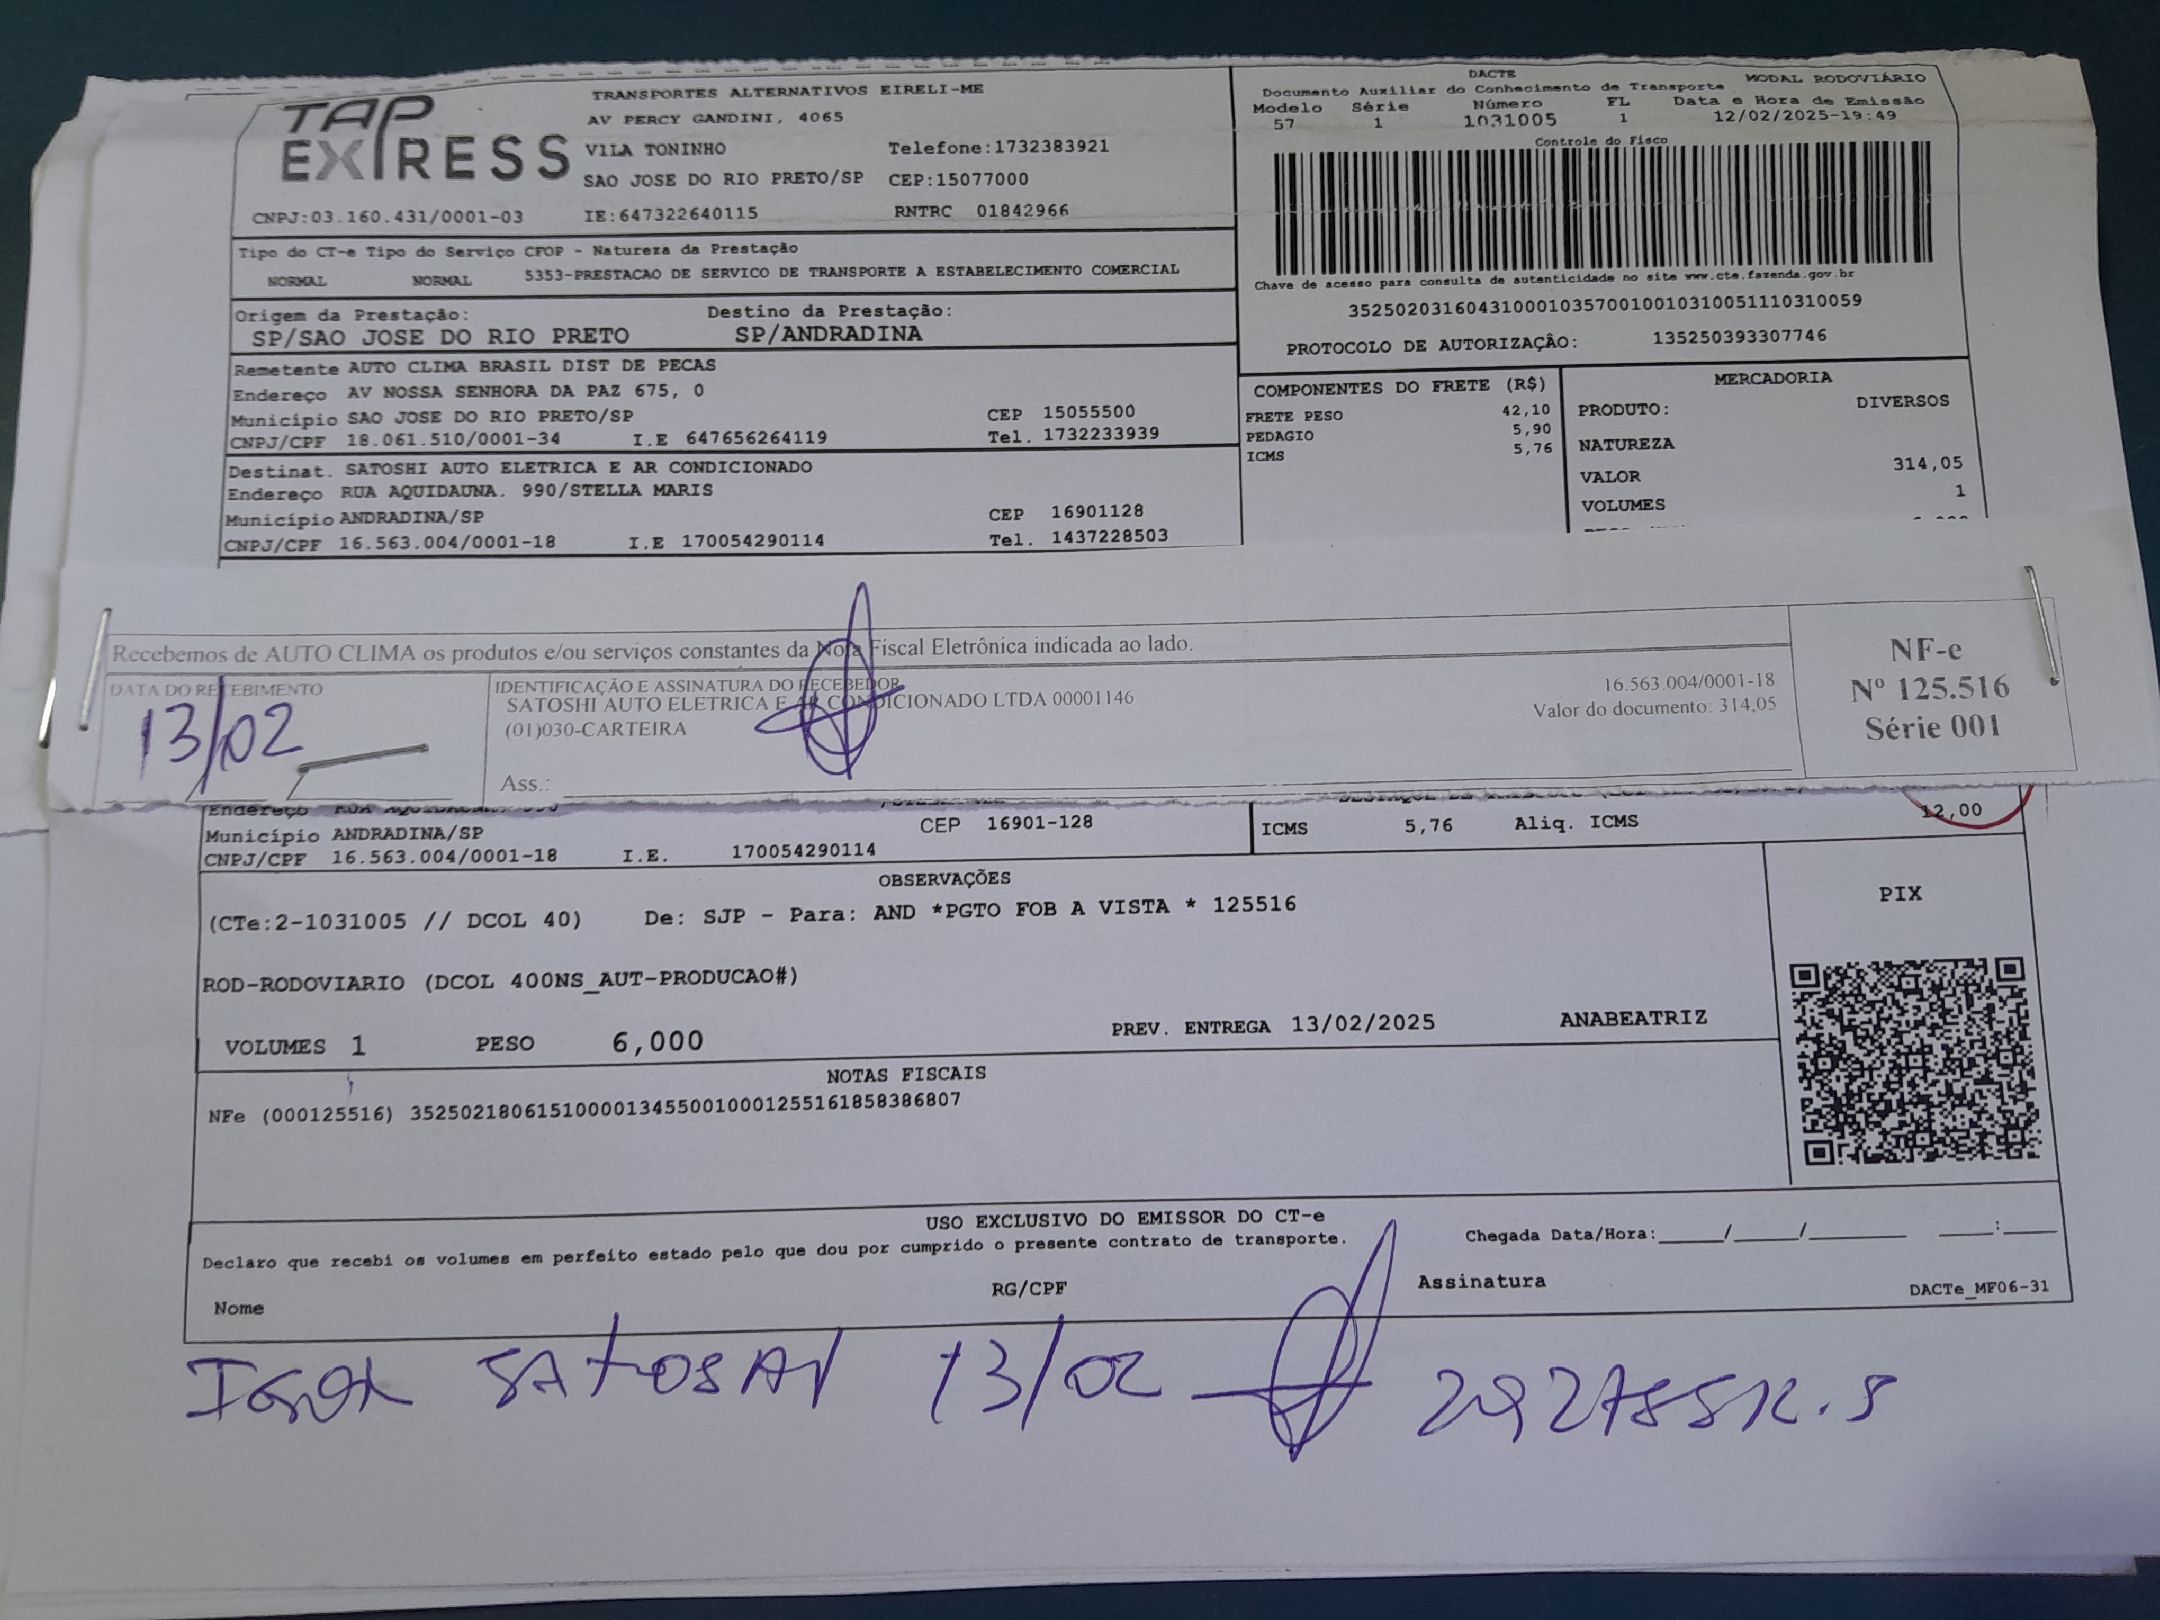 TAP EXPRESS
TRANSPORTES ALTERNATIVOS EIRELI-ME
AV PERCY GANDINI, 4065
VILA TONINHO Telefone:1732383921
SAO JOSE DO RIO PRETO/SP CEP:15077000
CNPJ:03.160.431/0001-03 IE:647322640115 RNTRC 01842966
DACTE
Documento Auxiliar do Conhecimento de Transporte MODAL RODOVIÁRIO
Modelo Série Número FL Data e Hora de Emissão
57 1 1031005 1 12/02/2025-19:49
Controle do Fisco
Chave de acesso para consulta de autenticidade no site www.cte.fazenda.gov.br
35250203160431000103570010010310051110310059
PROTOCOLO DE AUTORIZAÇÂO: 135250393307746
Tipo do CT-e Tipo do Serviço CFOP - Natureza da Prestação
NORMAL NORMAL 5353-PRESTACAO DE SERVICO DE TRANSPORTE A ESTABELECIMENTO COMERCIAL
Origem da Prestação: Destino da Prestação:
SP/SAO JOSE DO RIO PRETO SP/ANDRADINA
Remetente AUTO CLIMA BRASIL DIST DE PECAS
Endereço AV NOSSA SENHORA DA PAZ 675, 0
Município SAO JOSE DO RIO PRETO/SP CEP 15055500
CNPJ/CPF 18.061.510/0001-34 I.E 647656264119 Tel. 1732233939
Destinat. SATOSHI AUTO ELETRICA E AR CONDICIONADO
Endereço RUA AQUIDAUNA. 990/STELLA MARIS
Município ANDRADINA/SP CEP 16901128
CNPJ/CPF 16.563.004/0001-18 I.E 170054290114 Tel. 1437228503
COMPONENTES DO FRETE (R$)
FRETE PESO 42,10
PEDAGIO 5,90
ICMS 5,76
MERCADORIA
PRODUTO: DIVERSOS
NATUREZA
VALOR 314,05
VOLUMES 1
Recebemos de AUTO CLIMA os produtos e/ou serviços constantes da Nota Fiscal Eletrônica indicada ao lado.
DATA DO RECEBIMENTO
13/02
IDENTIFICAÇÃO E ASSINATURA DO RECEBEDOR
SATOSHI AUTO ELETRICA E AR CONDICIONADO LTDA 00001146
(01)030-CARTEIRA
Ass.:
16.563.004/0001-18
Valor do documento: 314,05
NF-e
Nº 125.516
Série 001
Endereço
Município ANDRADINA/SP CEP 16901-128
CNPJ/CPF 16.563.004/0001-18 I.E. 170054290114
ICMS 5,76 Aliq. ICMS 12,00
OBSERVAÇÕES
(CTe:2-1031005 // DCOL 40) De: SJP - Para: AND *PGTO FOB A VISTA * 125516
ROD-RODOVIARIO (DCOL 400NS_AUT-PRODUCAO#)
VOLUMES 1 PESO 6,000 PREV. ENTREGA 13/02/2025 ANABEATRIZ
PIX
NOTAS FISCAIS
NFe (000125516) 35250218061510000134550010001255161858386807
USO EXCLUSIVO DO EMISSOR DO CT-e
Declaro que recebi os volumes em perfeito estado pelo que dou por cumprido o presente contrato de transporte. Chegada Data/Hora:_____/_____/_______ ____:____
Nome RG/CPF Assinatura DACTe_MF06-31
13/02